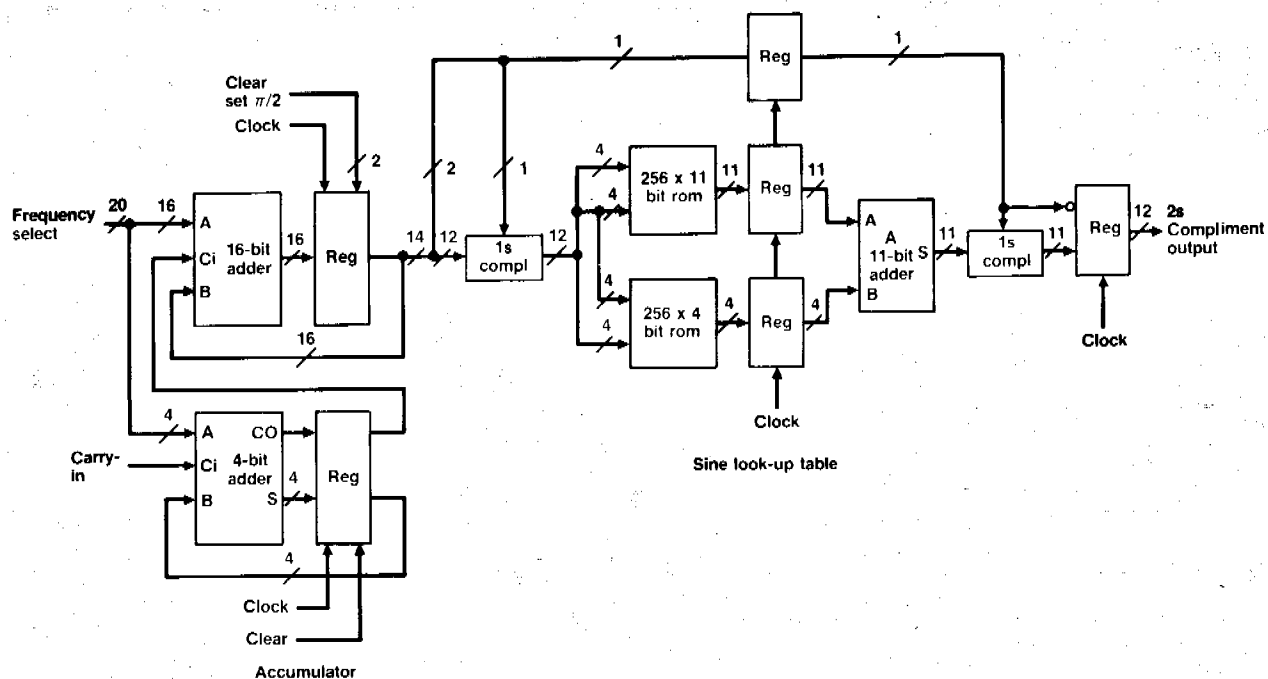 1
Reg
1
Clear
set π/2
Clock
2
2
1
4
4
256 x 11
bit rom
11
Reg
11
20
Frequency
select
16
A
Ci
B
16-bit
adder
16
Reg
14
12
1s
compl
12
16
A
A
11-bit
adder
S
B
11
1s
compl
11
Reg
12
2s
Compliment
output
Clock
4
4
256 x 4
bit rom
4
Reg
4
Clock
4
A
CO
Carry-
in
Ci
4-bit
adder
B
S
4
Reg
4
Clock
Clear
Accumulator
Sine look-up table